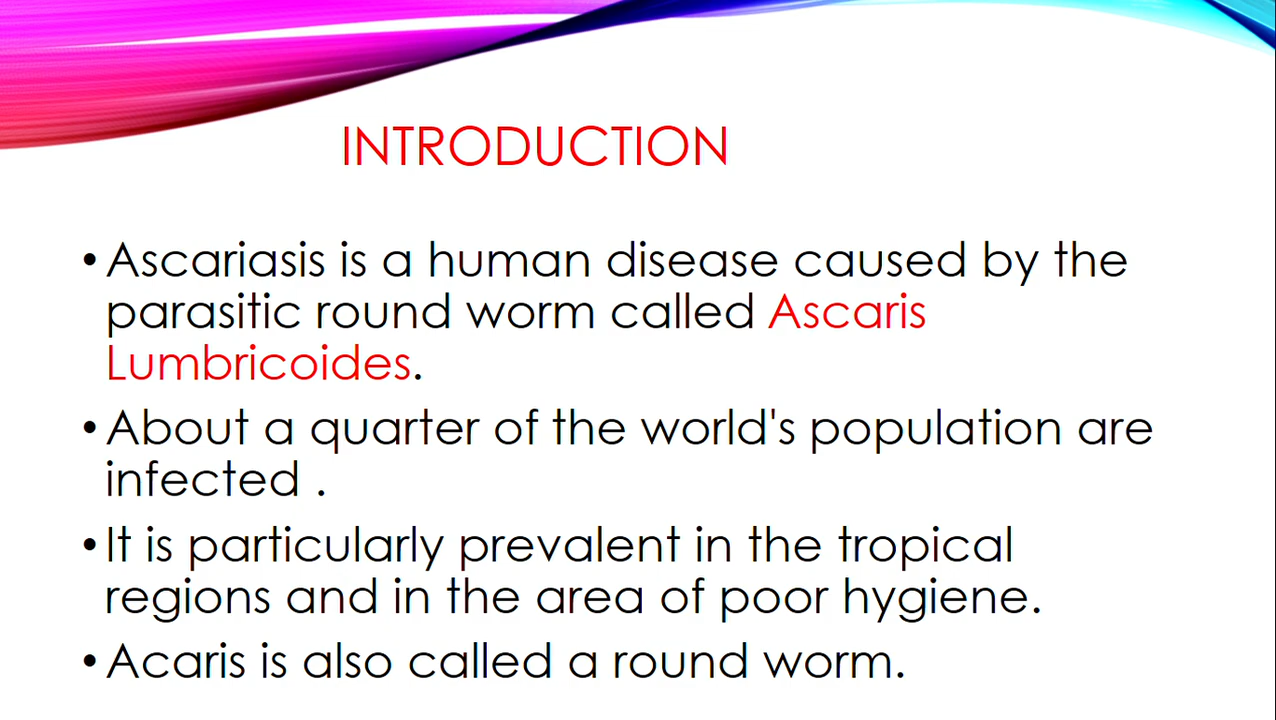 INTRODUCTION
• Ascariasis is a human disease caused by the
parasitic round worm called Ascaris
Lumbricoides.
• About a quarter of the world's population are
infected .
• It is particularly prevalent in the tropical
regions and in the area of poor hygiene.
• Acaris is also called a round worm.